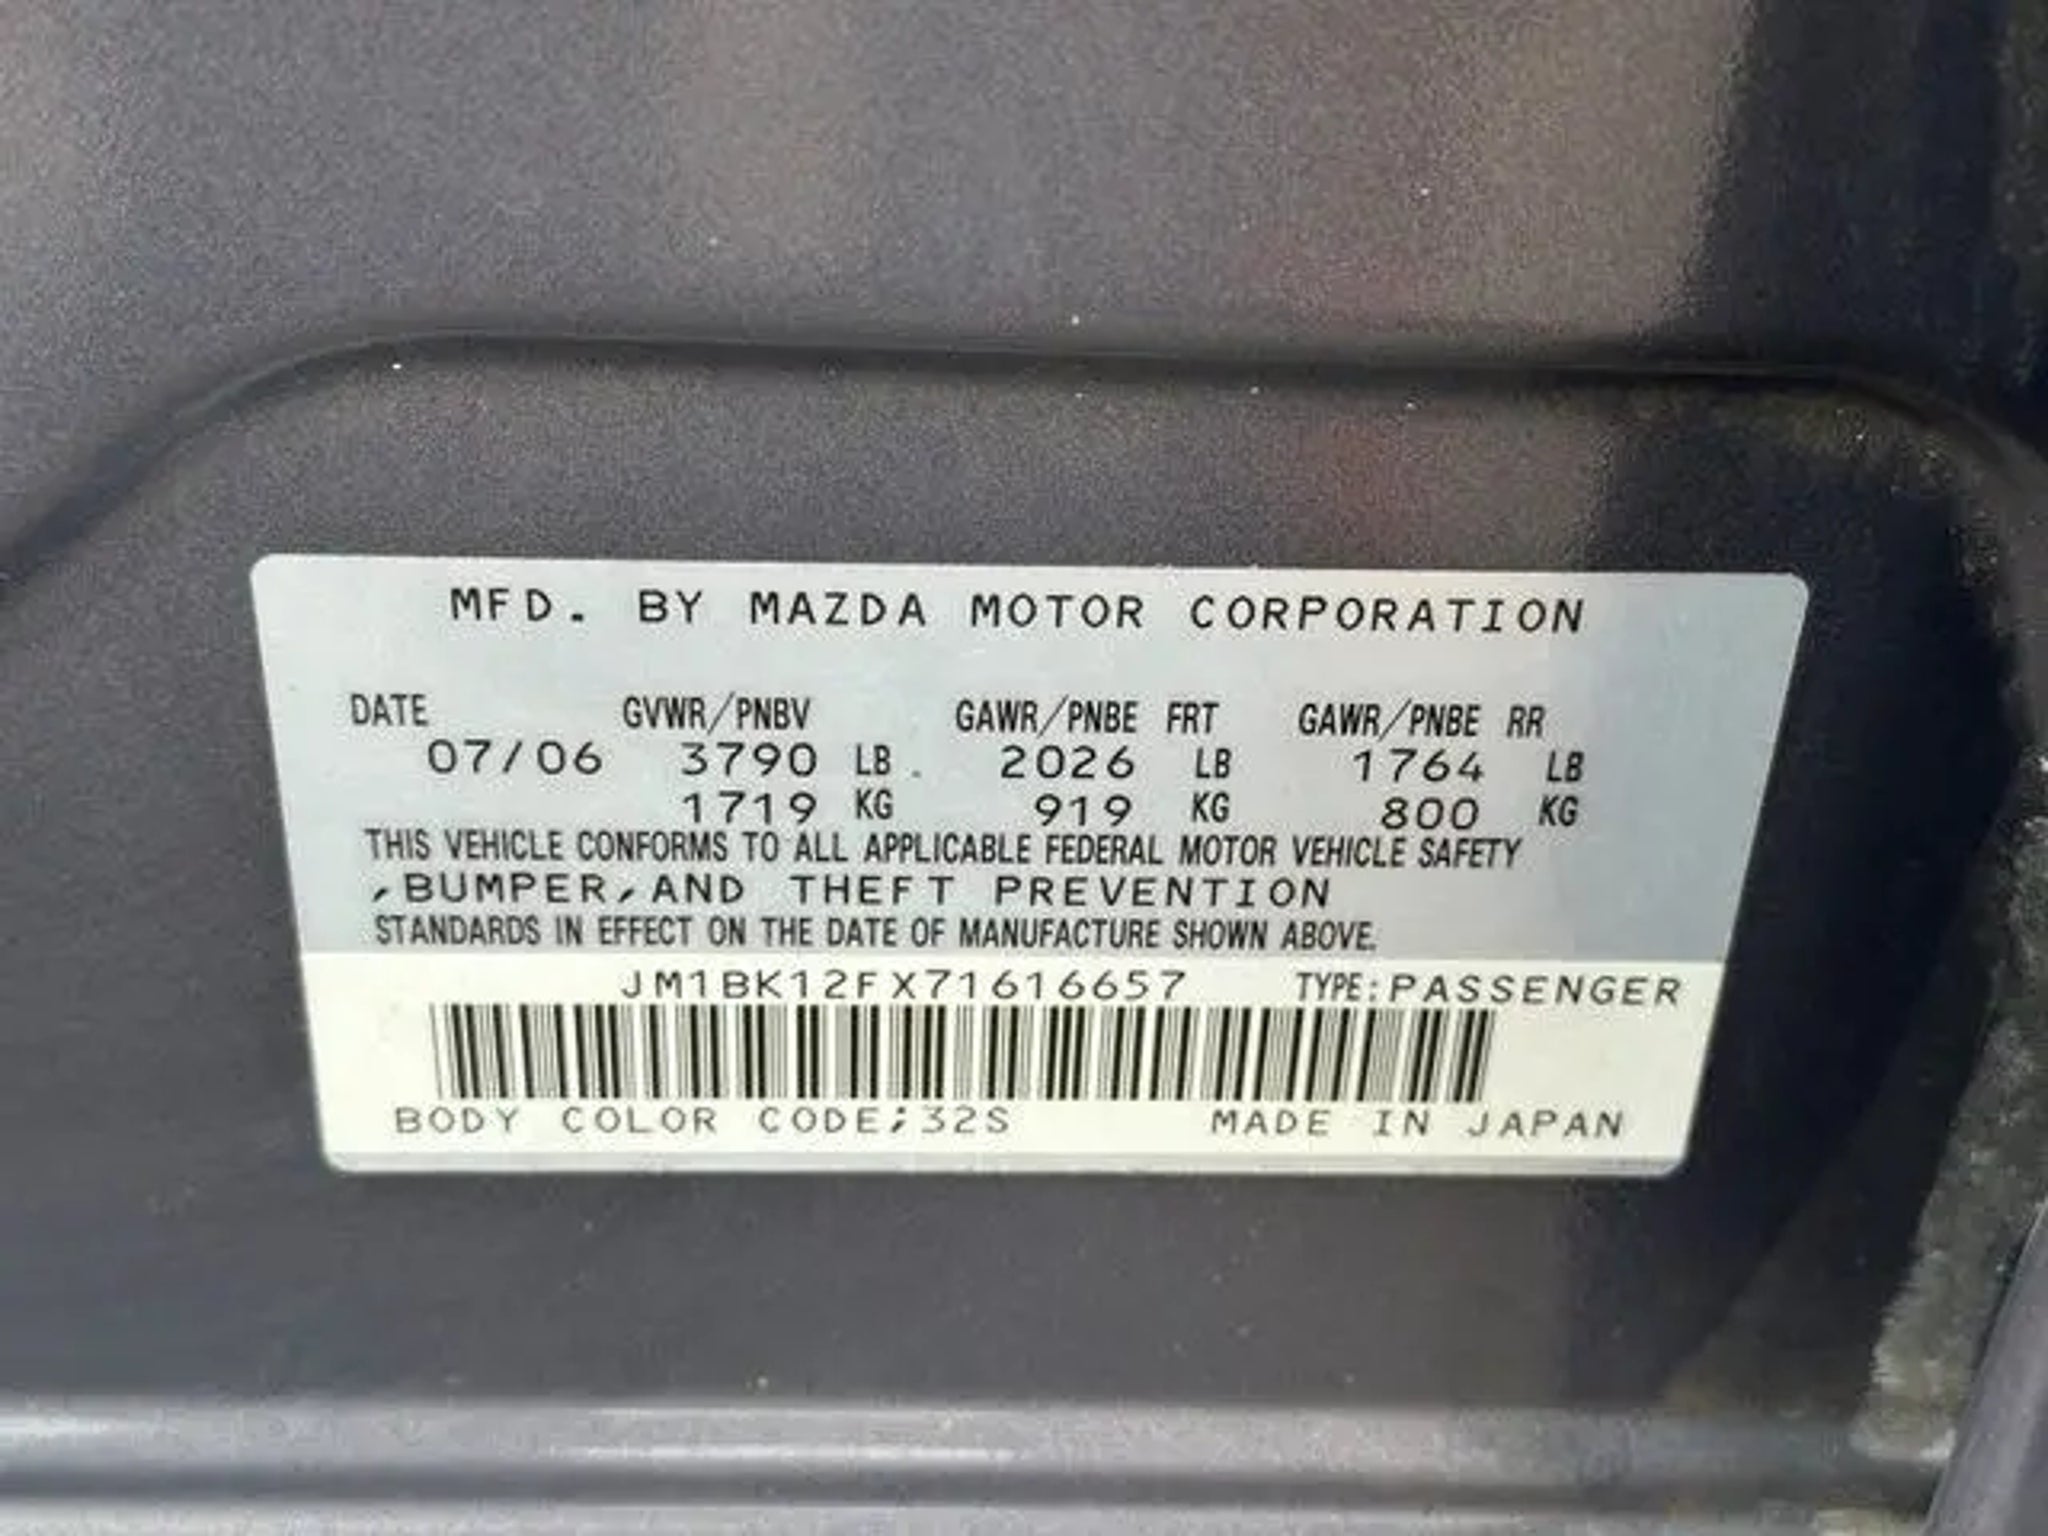 MFD. BY MAZDA MOTOR CORPORATION
DATE GVWR/PNBV GAWR/PNBE FRT GAWR/PNBE RR
07/06 3790 LB 2026 LB 1764 LB
1719 KG 919 KG 800 KG
THIS VEHICLE CONFORMS TO ALL APPLICABLE FEDERAL MOTOR VEHICLE SAFETY
,BUMPER,AND THEFT PREVENTION
STANDARDS IN EFFECT ON THE DATE OF MANUFACTURE SHOWN ABOVE.
JM1BK12FX71616657 TYPE:PASSENGER
BODY COLOR CODE;32S MADE IN JAPAN